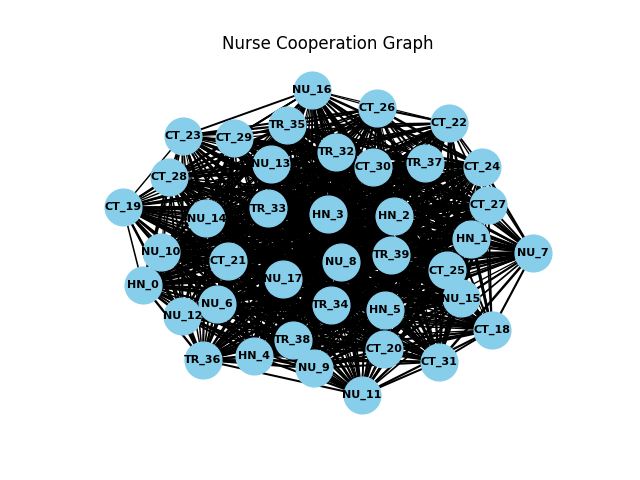 Nurse Cooperation Graph
NU_16
CT_26
CT_22
TR_35
CT_23
CT_29
TR_32
NU_13
CT_30
TR_37
CT_24
CT_28
CT_19
TR_33
NU_14
HN_3
HN_2
CT_27
HN_1
NU_10
NU_7
CT_21
NU_8
TR_39
CT_25
NU_17
HN_0
NU_15
NU_6
TR_34
HN_5
NU_12
CT_18
TR_38
CT_20
TR_36
HN_4
NU_9
CT_31
NU_11